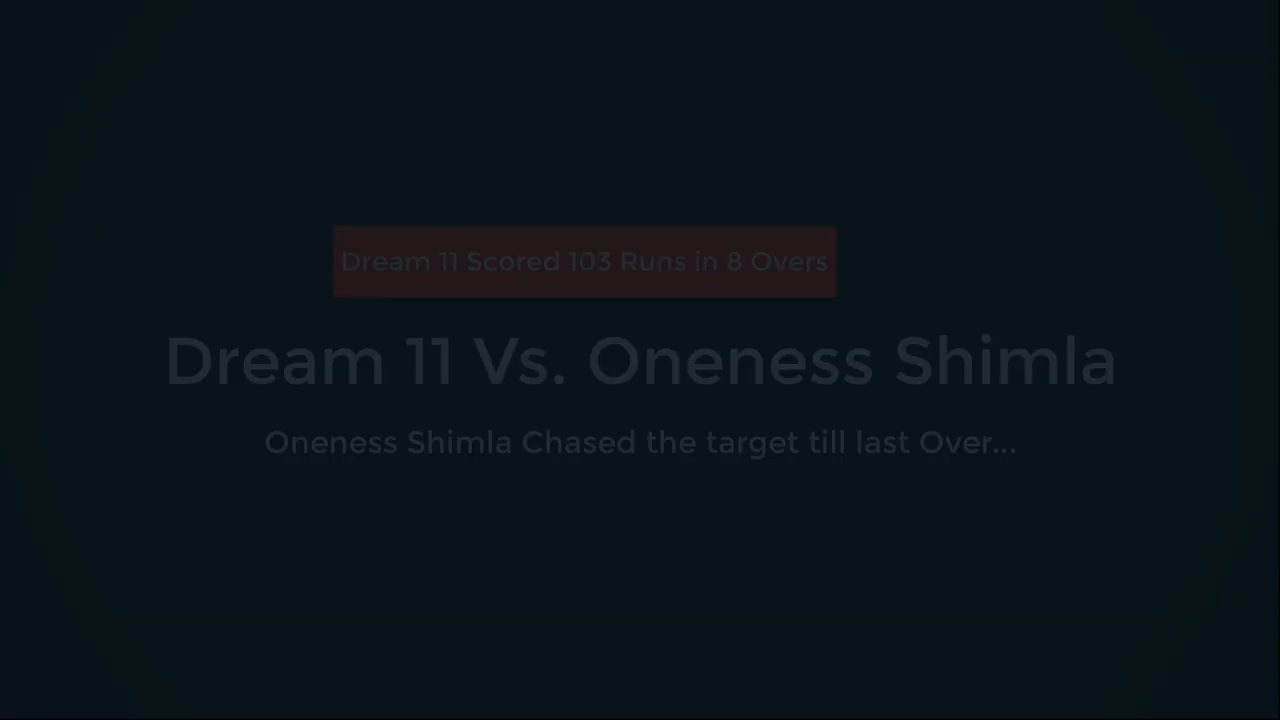 Dream 11 Scored 103 Runs in 8 Overs
Dream 11 Vs. Oneness Shimla
Oneness Shimla Chased the target till last Over...